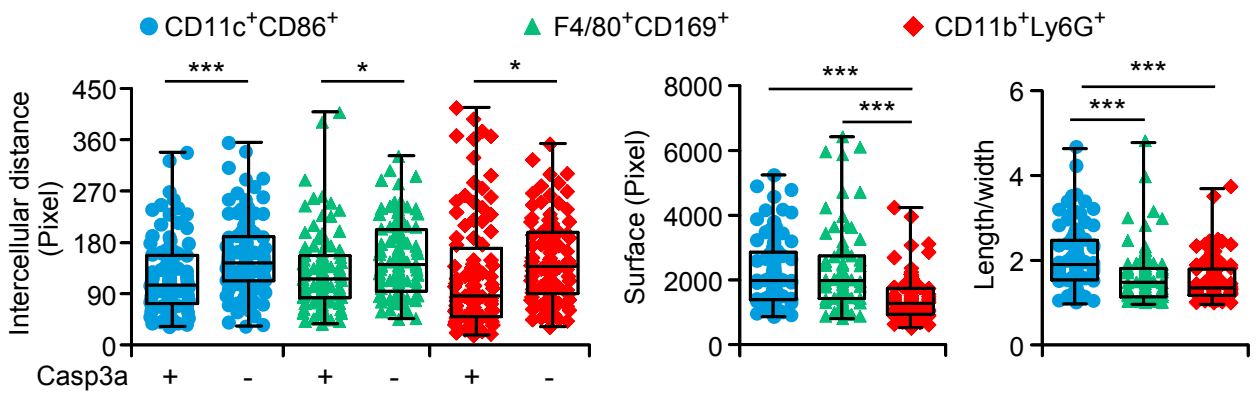 CD11c⁺CD86⁺
F4/80⁺CD169⁺
CD11b⁺Ly6G⁺
Intercellular distance
(Pixel)
450
360
270
180
90
0
***
*
*
Casp3a
+ - + - + -
Surface (Pixel)
8000
6000
4000
2000
0
***
***
Length/width
6
4
2
0
***
***